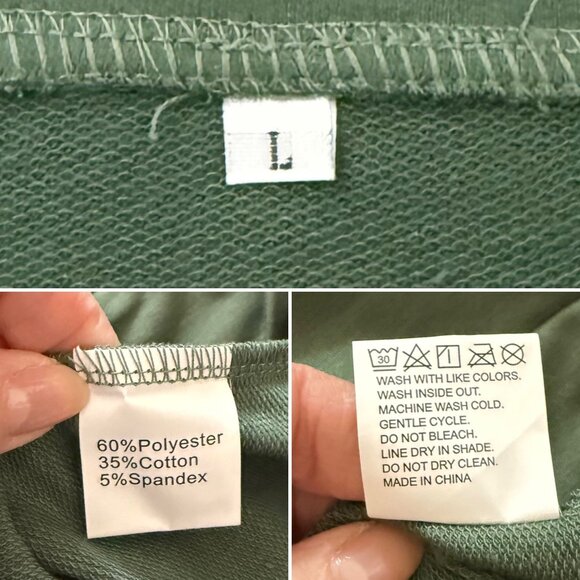 L
60%Polyester
35%Cotton
5%Spandex
30
WASH WITH LIKE COLORS.
WASH INSIDE OUT.
MACHINE WASH COLD.
GENTLE CYCLE.
DO NOT BLEACH.
LINE DRY IN SHADE.
DO NOT DRY CLEAN.
MADE IN CHINA